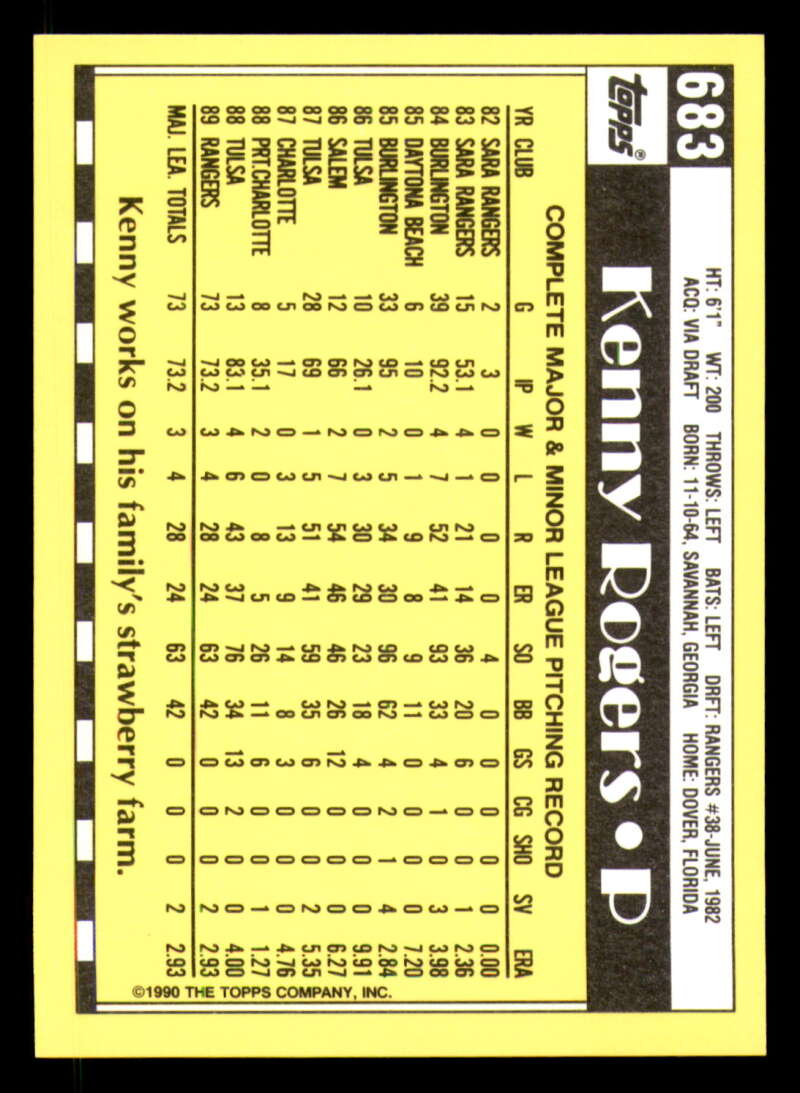 683
topps®
HT: 6'1" WT: 200 THROWS: LEFT BATS: LEFT DRFT: RANGERS #38-JUNE, 1982
ACQ: VIA DRAFT BORN: 11-10-64, SAVANNAH, GEORGIA HOME: DOVER, FLORIDA
Kenny Rogers • P
COMPLETE MAJOR & MINOR LEAGUE PITCHING RECORD
YR CLUB G IP W L R ER SO BB GS CG SHO SV ERA
82 SARA RANGERS 2 3 0 0 0 0 4 0 0 0 0 0 0.00
83 SARA RANGERS 15 53.1 4 1 21 14 36 20 6 0 0 1 2.36
84 BURLINGTON 39 92.2 4 7 52 41 93 33 4 1 0 3 3.98
85 DAYTONA BEACH 6 10 0 1 9 8 9 11 0 0 0 0 7.20
85 BURLINGTON 33 95 2 5 34 30 96 62 4 2 1 4 2.84
86 TULSA 10 26.1 0 3 30 29 23 18 4 0 0 0 9.91
86 SALEM 12 66 2 7 54 46 46 26 12 0 0 0 6.27
87 TULSA 28 69 1 5 51 41 59 35 6 0 0 2 5.35
87 CHARLOTTE 5 17 0 3 13 9 14 8 3 0 0 0 4.76
88 PRT.CHARLOTTE 8 35.1 2 0 8 5 26 11 6 0 0 1 1.27
88 TULSA 13 83.1 4 6 43 37 76 34 13 2 0 0 4.00
89 RANGERS 73 73.2 3 4 28 24 63 42 0 0 0 2 2.93
MAJ. LEA. TOTALS 73 73.2 3 4 28 24 63 42 0 0 0 2 2.93
Kenny works on his family's strawberry farm.
©1990 THE TOPPS COMPANY, INC.